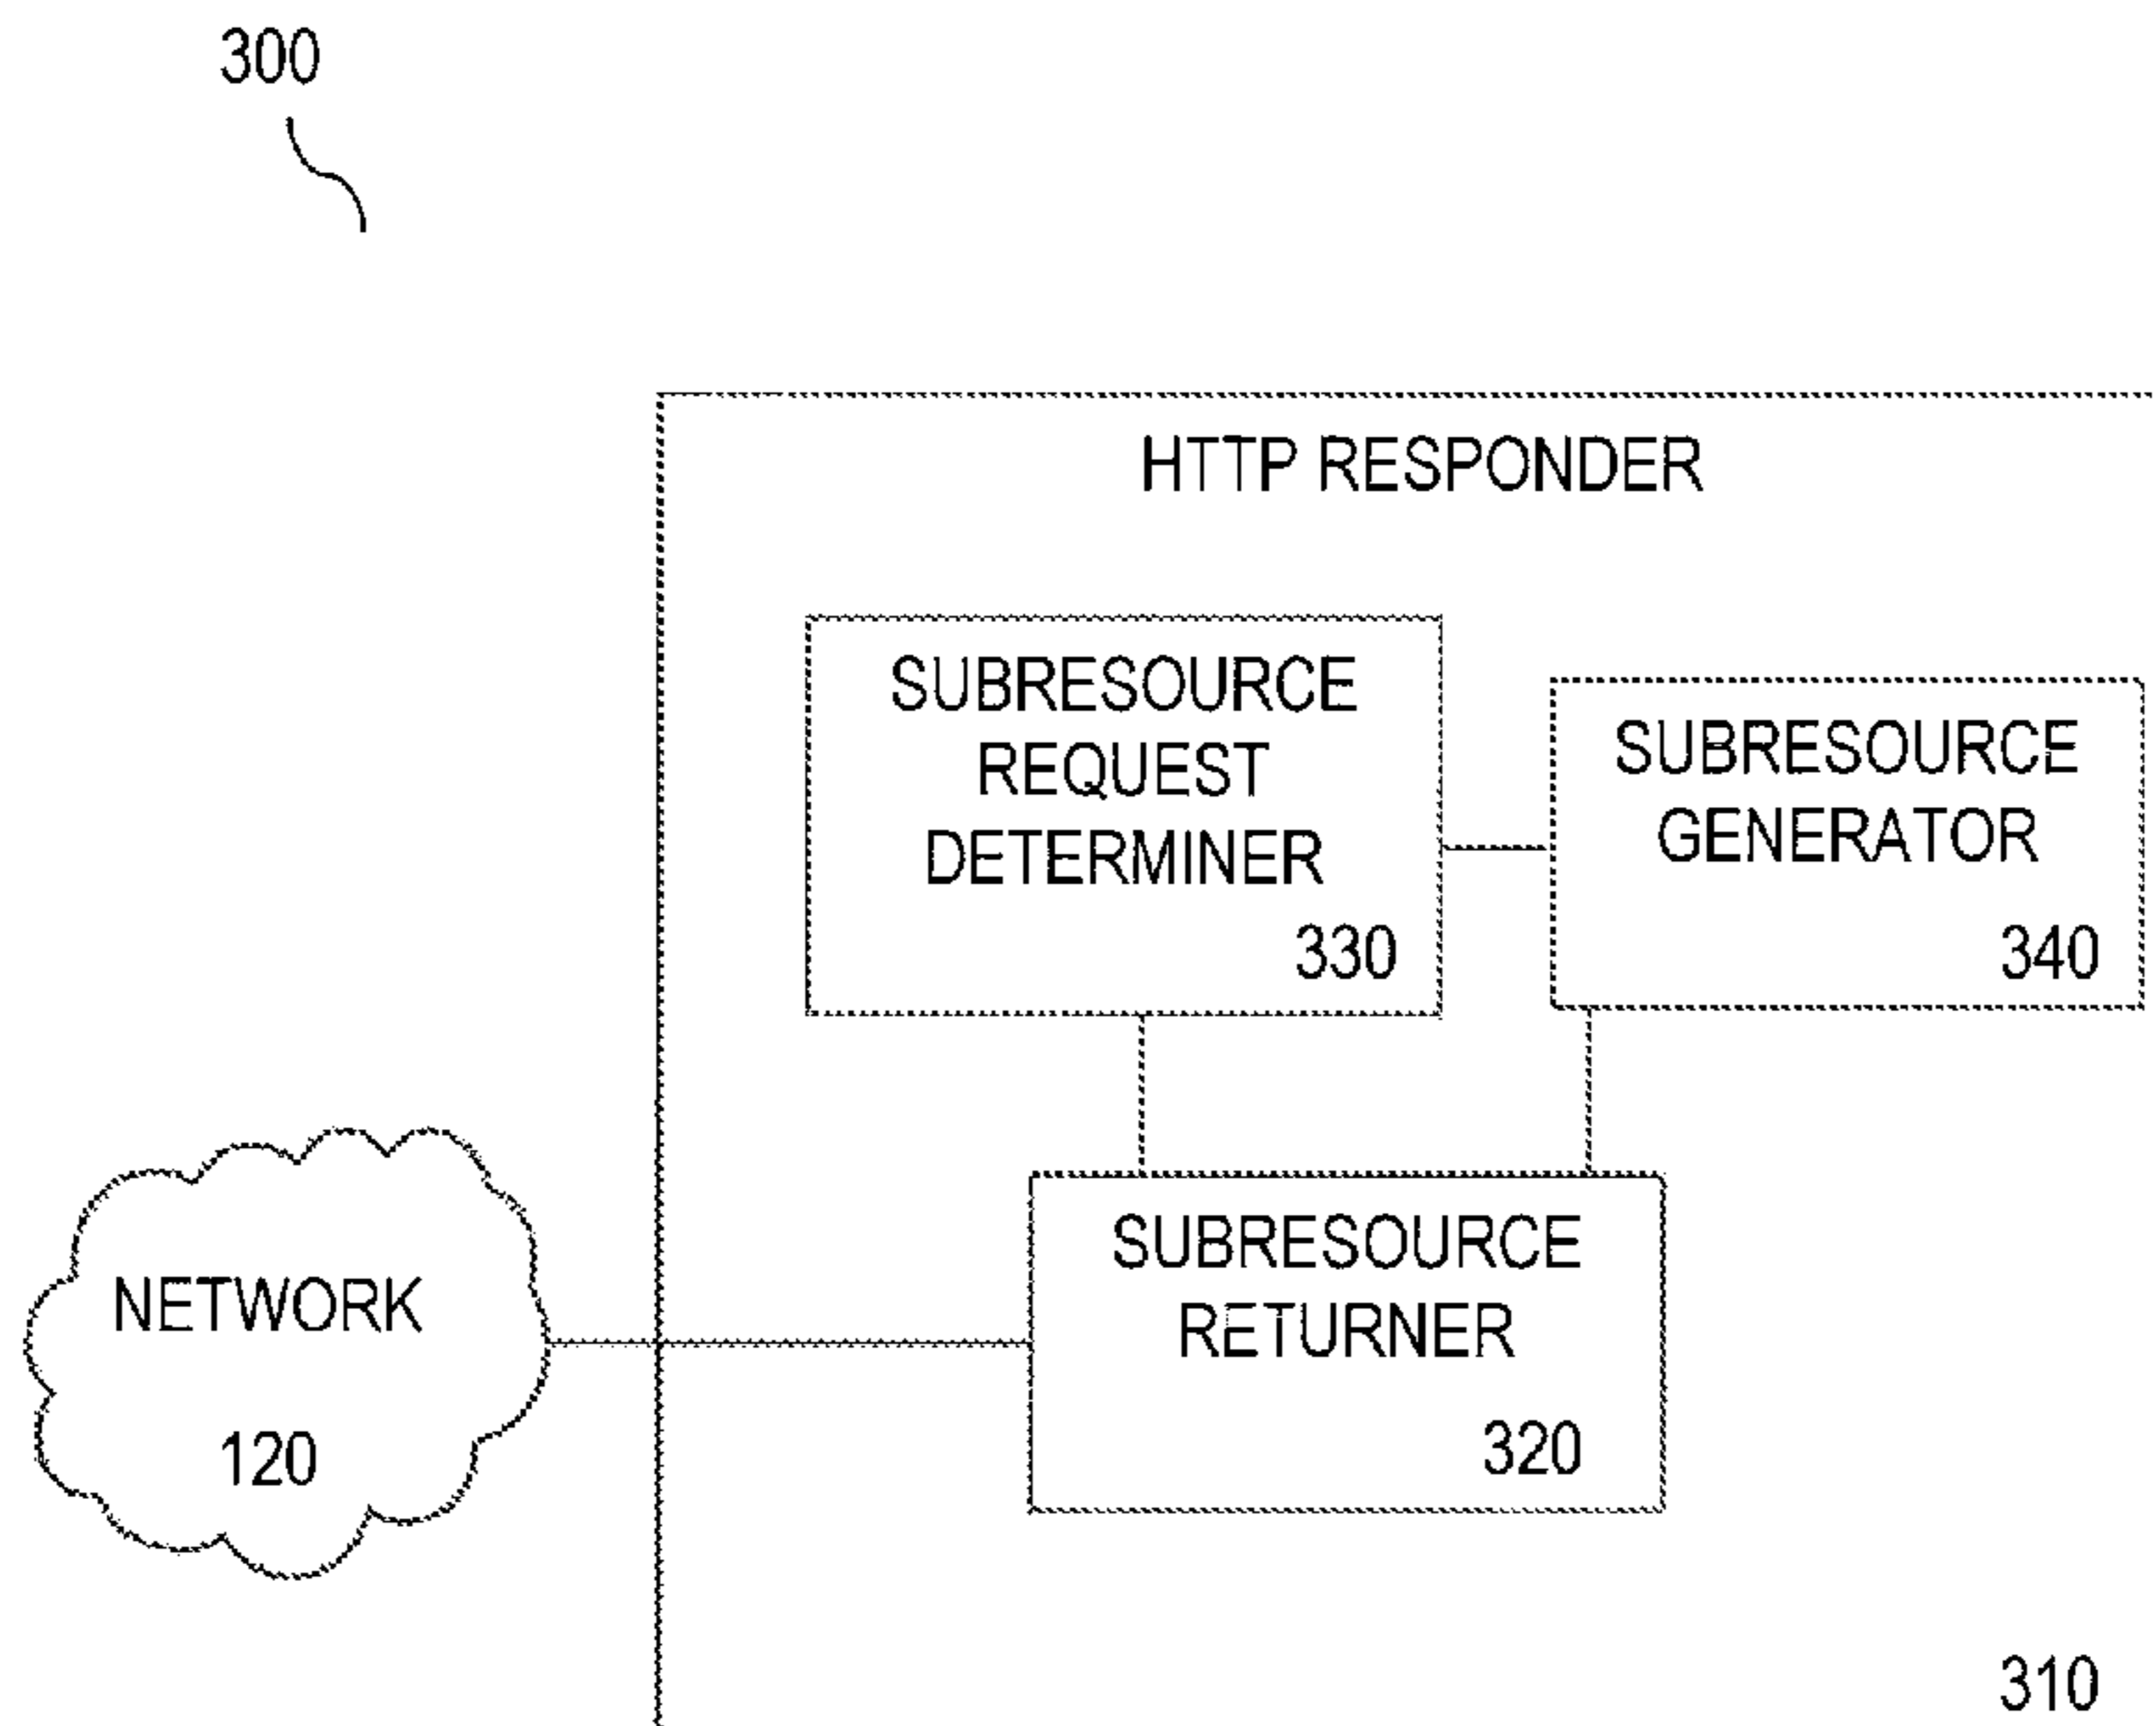 300
HTTP RESPONDER
SUBRESOURCE
REQUEST
DETERMINER
330
SUBRESOURCE
GENERATOR
340
NETWORK
120
SUBRESOURCE
RETURNER
320
310